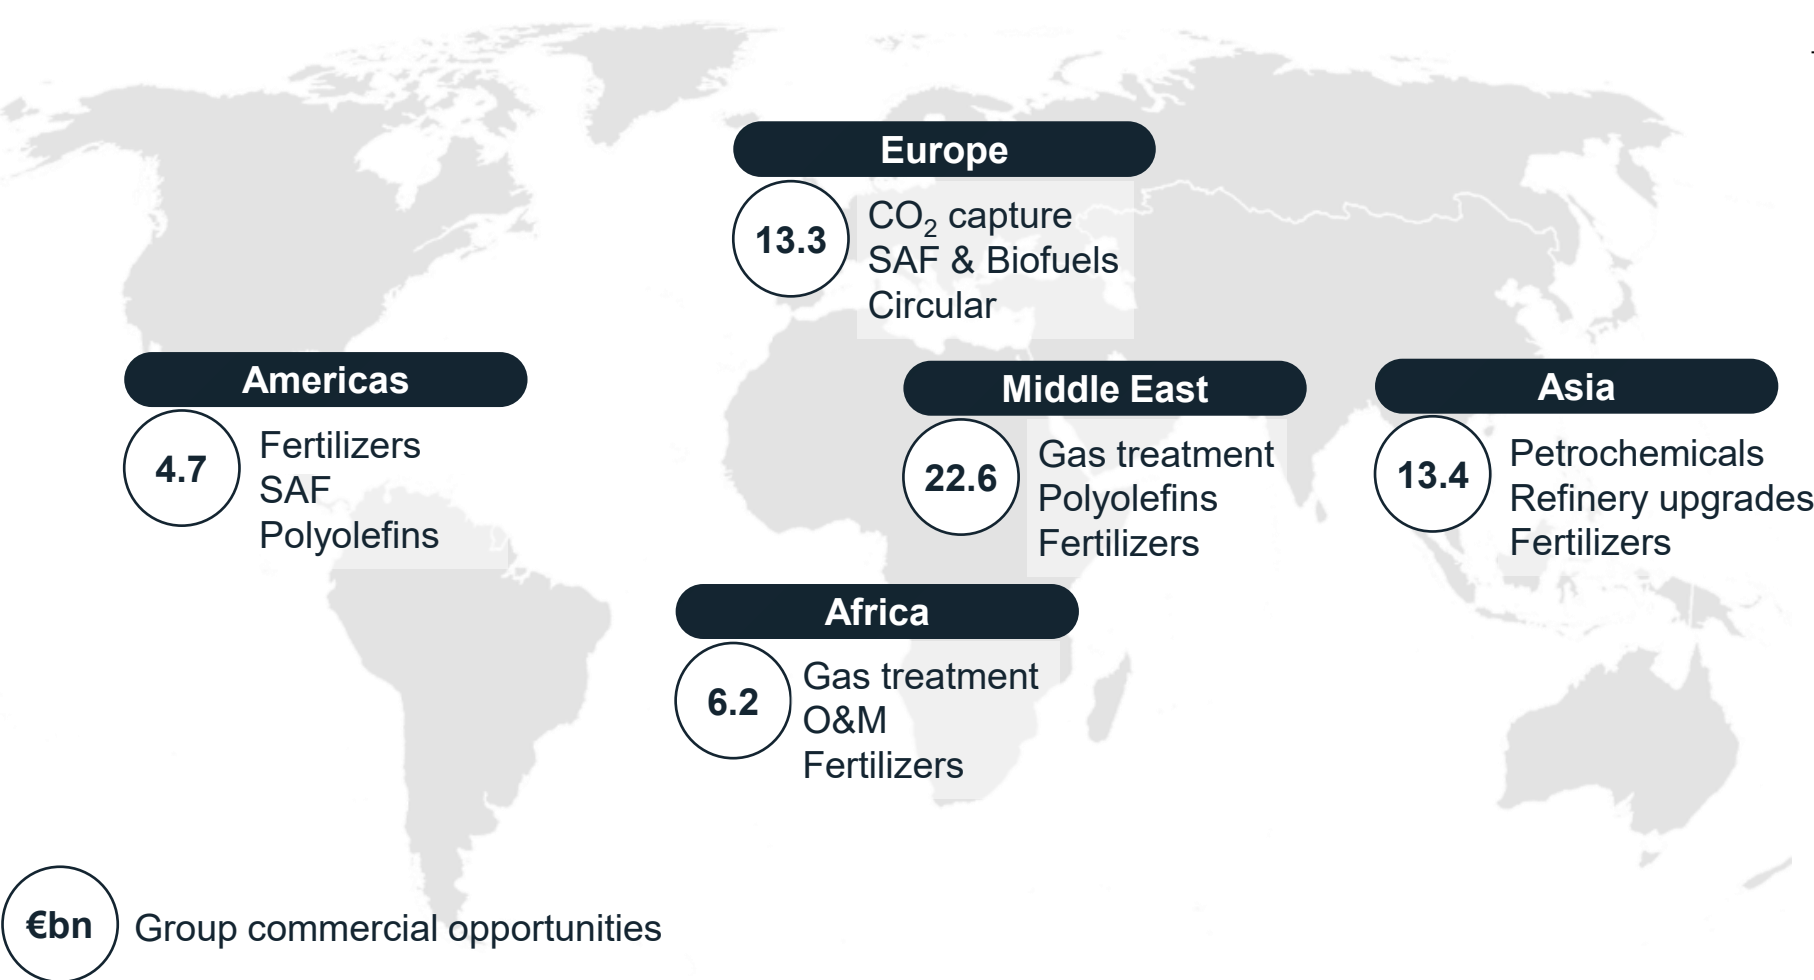 Europe
13.3
CO₂ capture
SAF & Biofuels
Circular
Americas
4.7
Fertilizers
SAF
Polyolefins
Middle East
22.6
Gas treatment
Polyolefins
Fertilizers
Asia
13.4
Petrochemicals
Refinery upgrades
Fertilizers
Africa
6.2
Gas treatment
O&M
Fertilizers
€bn
Group commercial opportunities